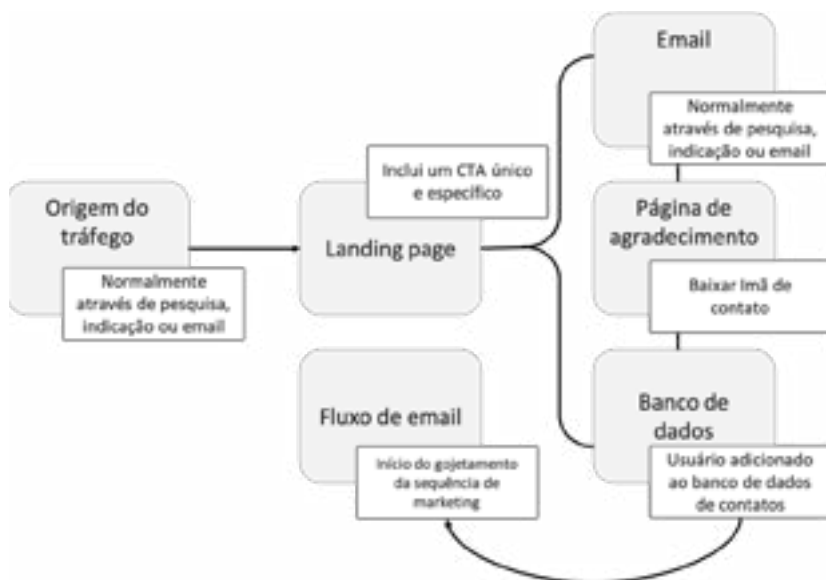 Origem do
tráfego
Normalmente
através de pesquisa,
indicação ou email
Inclui um CTA único
e específico
Landing page
Email
Normalmente
através de pesquisa,
indicação ou email
Página de
agradecimento
Baixar Imã de
contato
Banco de
dados
Usuário adicionado
ao banco de dados
de contatos
Fluxo de email
Início do gojetamento
da sequência de
marketing